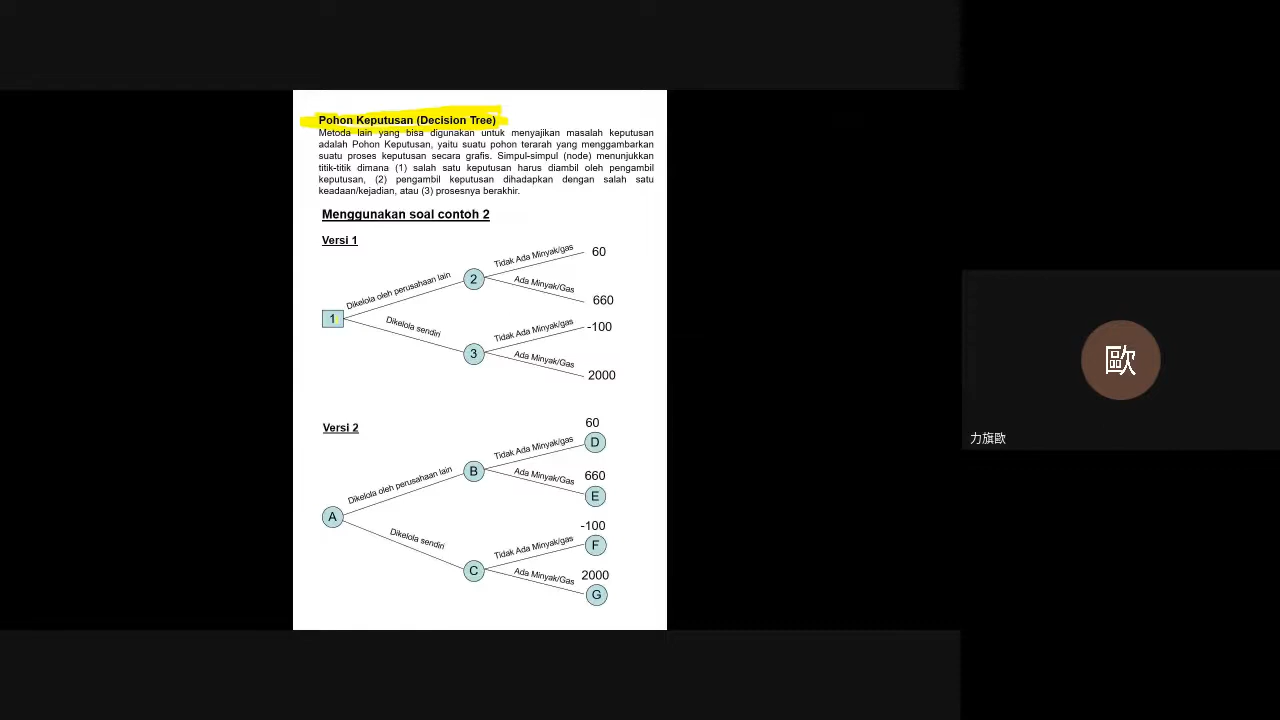 Pohon Keputusan (Decision Tree)
Metoda lain yang bisa digunakan untuk menyajikan masalah keputusan
adalah Pohon Keputusan, yaitu suatu pohon terarah yang menggambarkan
suatu proses keputusan secara grafis. Simpul-simpul (node) menunjukkan
titik-titik dimana (1) salah satu keputusan harus diambil oleh pengambil
keputusan, (2) pengambil keputusan dihadapkan dengan salah satu
keadaan/kejadian, atau (3) prosesnya berakhir.
Menggunakan soal contoh 2
Versi 1
1
Dikelola oleh perusahaan lain
Dikelola sendiri
2
Tidak Ada Minyak/gas
60
Ada Minyak/Gas
660
3
Tidak Ada Minyak/gas
-100
Ada Minyak/Gas
2000
Versi 2
A
Dikelola oleh perusahaan lain
Dikelola sendiri
B
Tidak Ada Minyak/gas
60
D
Ada Minyak/Gas
660
E
C
Tidak Ada Minyak/gas
-100
F
Ada Minyak/Gas
2000
G
歐
力旗歐